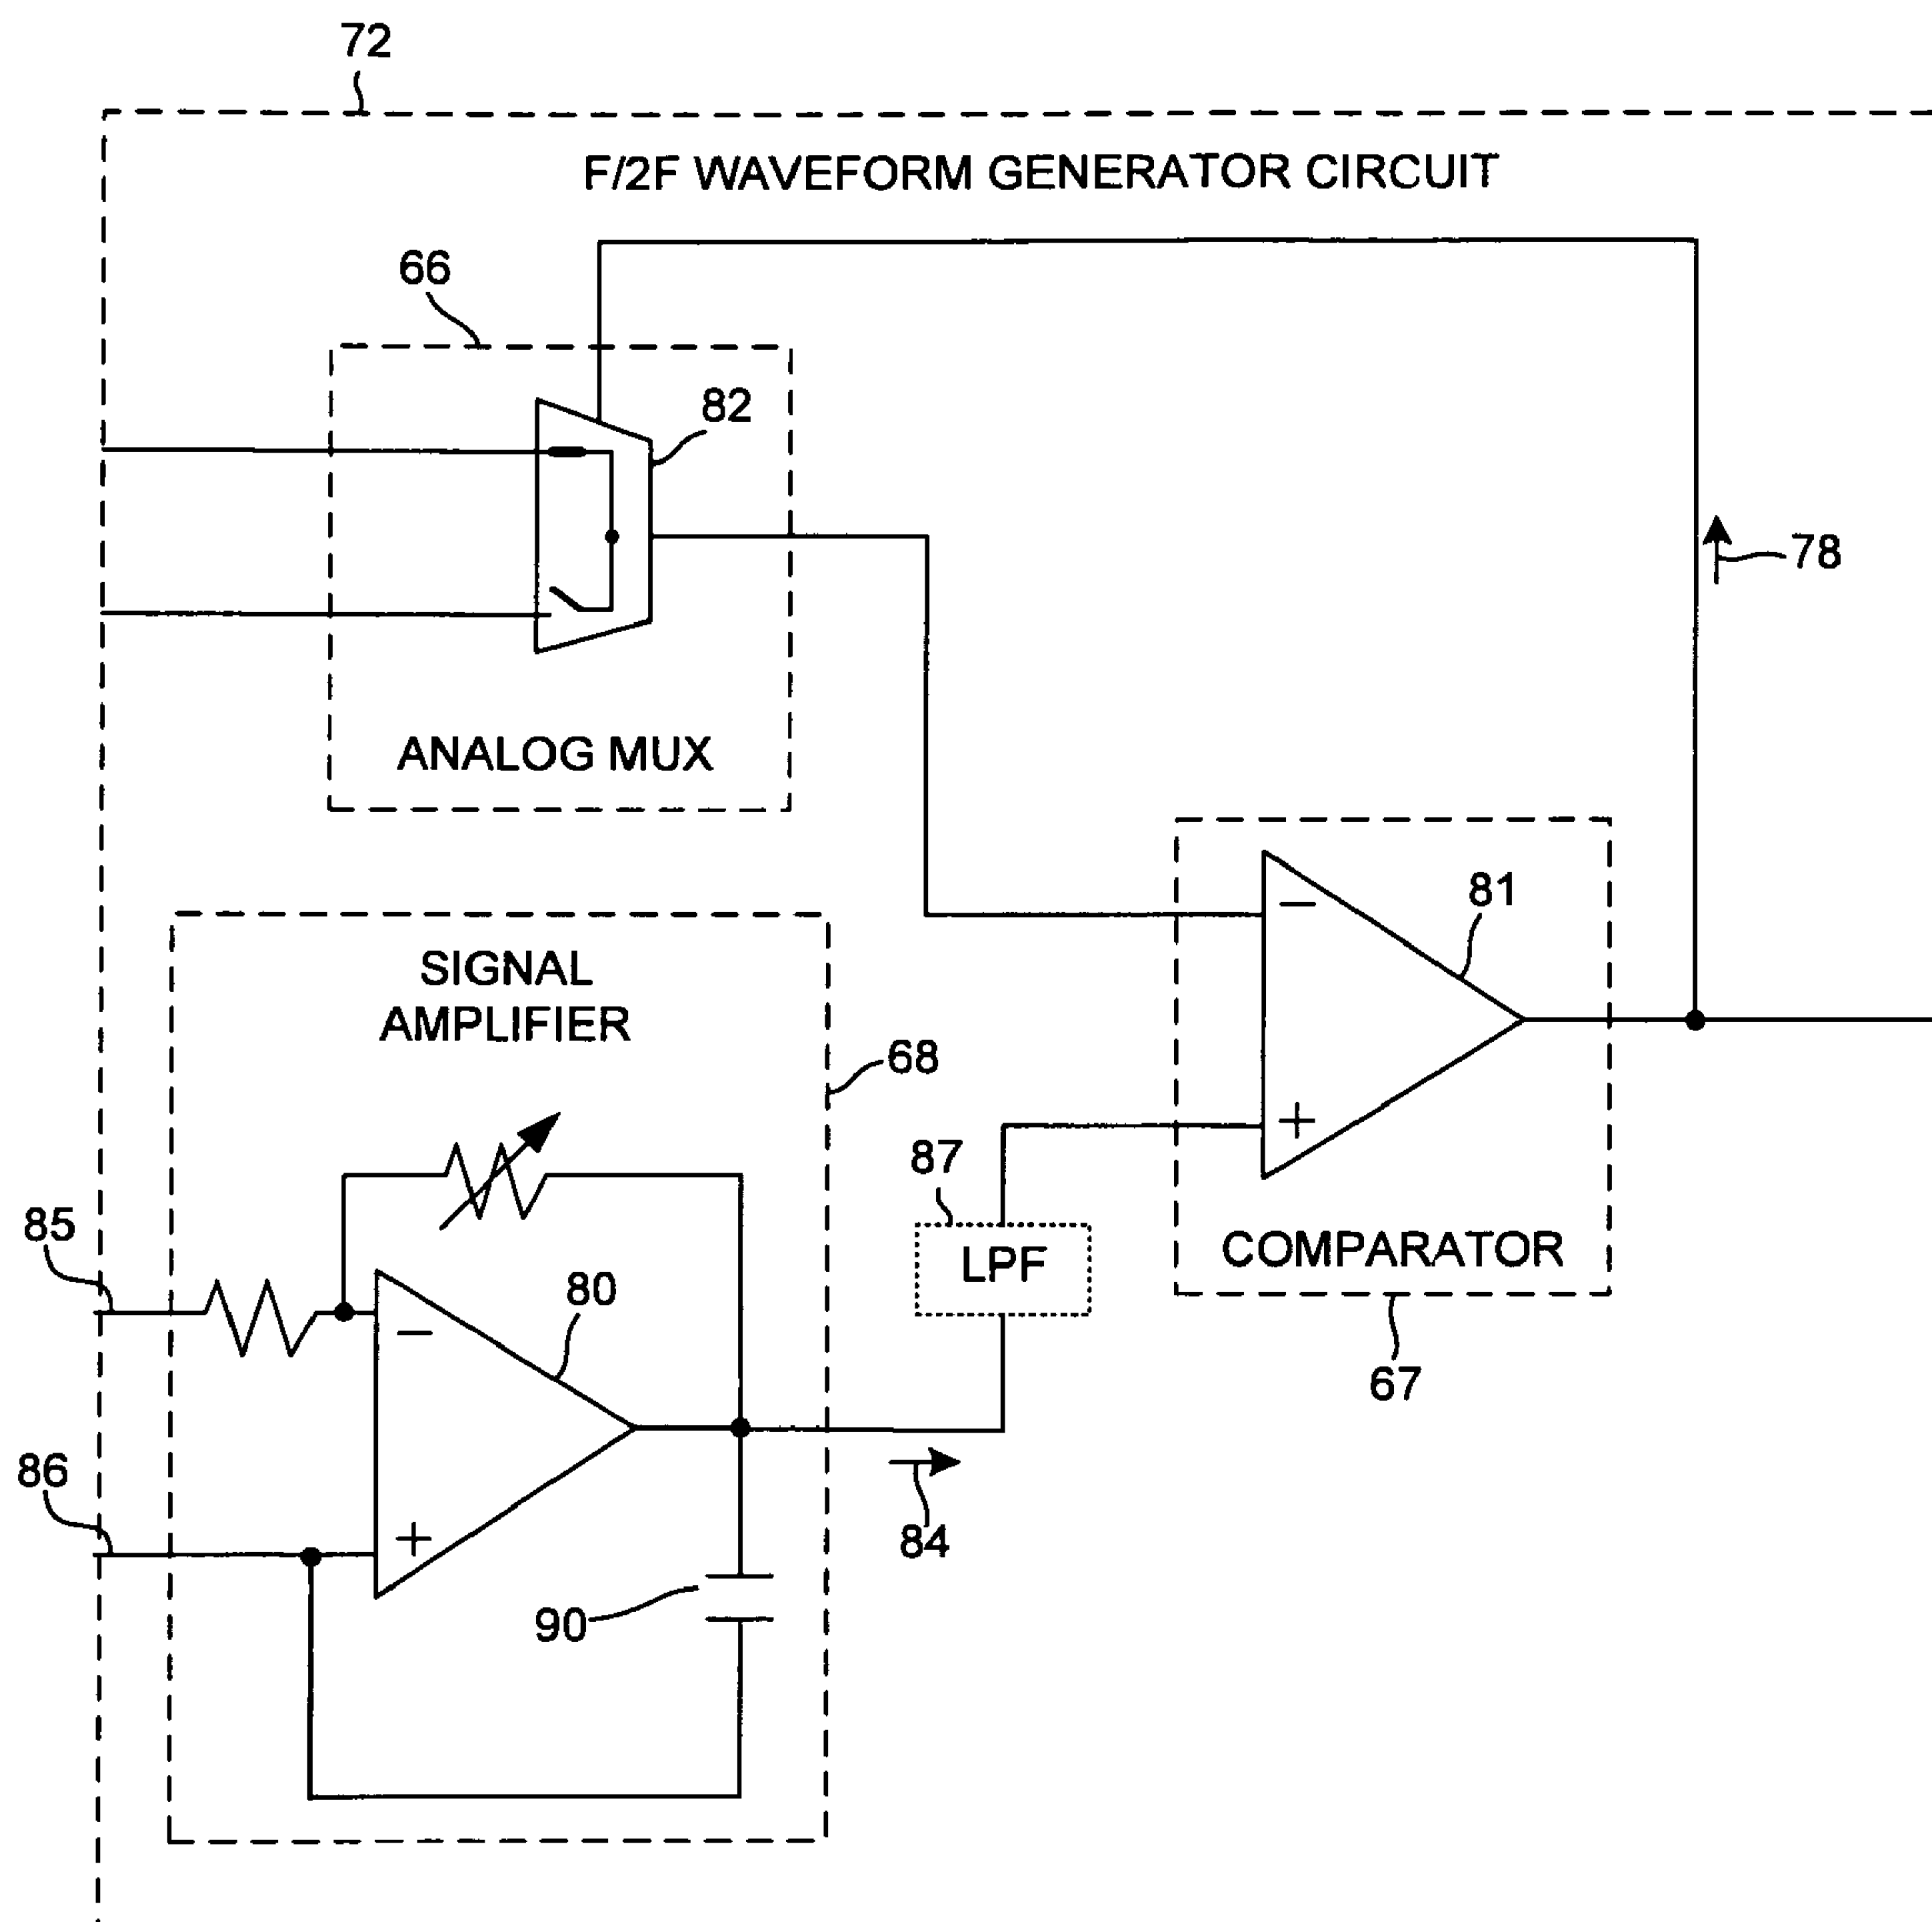 72
F/2F WAVEFORM GENERATOR CIRCUIT
66
82
78
ANALOG MUX
81
−
SIGNAL
AMPLIFIER
68
+
87
LPF
85
COMPARATOR
80
−
67
86
+
84
90